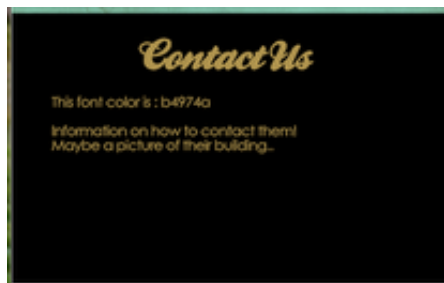 Contact Us
This font color is : b4974a
Information on how to contact them!
Maybe a picture of their building...